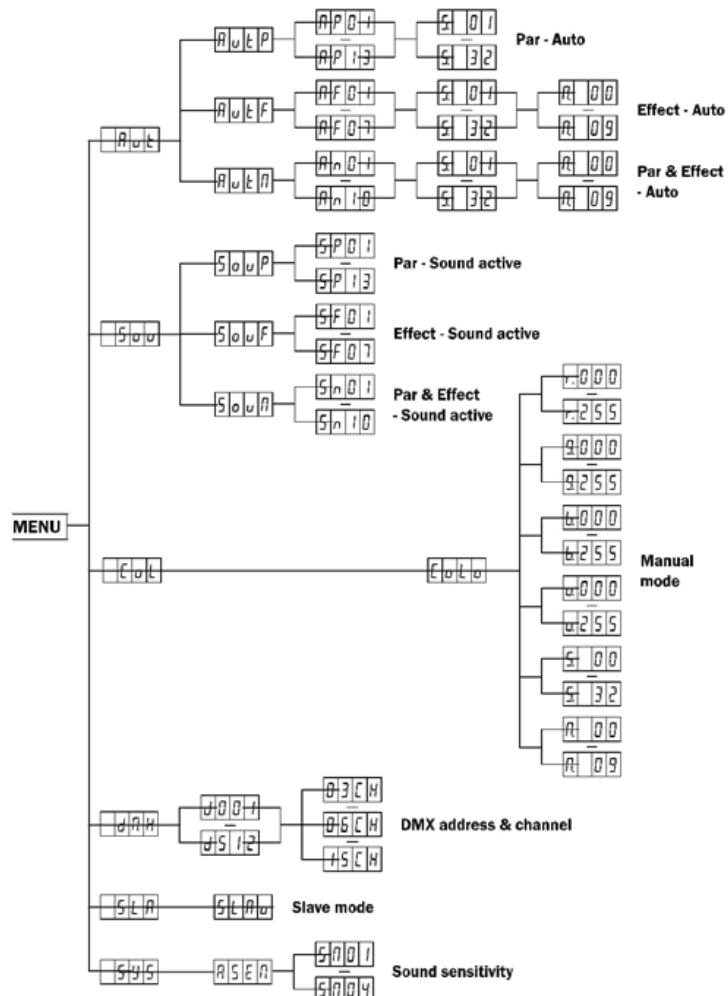 AutP AP01 S. 01
AP13 S. 32
Par - Auto
AutF AF01 S. 01 M. 00
AF07 S. 32 M. 09
Effect - Auto
Aut
AutM An01 S. 01 M. 00
An10 S. 32 M. 09
Par & Effect
- Auto
SouP SP01
SP13
Par - Sound active
Sou
SouF SF01
SF07
Effect - Sound active
SouM Sn01
Sn10
Par & Effect
- Sound active
MENU
CoL CoLo
r.000
r.255
g.000
g.255
b.000
b.255
u.000
u.255
S. 00
S. 32
M. 00
M. 09
Manual
mode
dMX d001
d512
03CH
06CH
15CH
DMX address & channel
SLA SLAv Slave mode
SYS ASEM SM01
SM04
Sound sensitivity